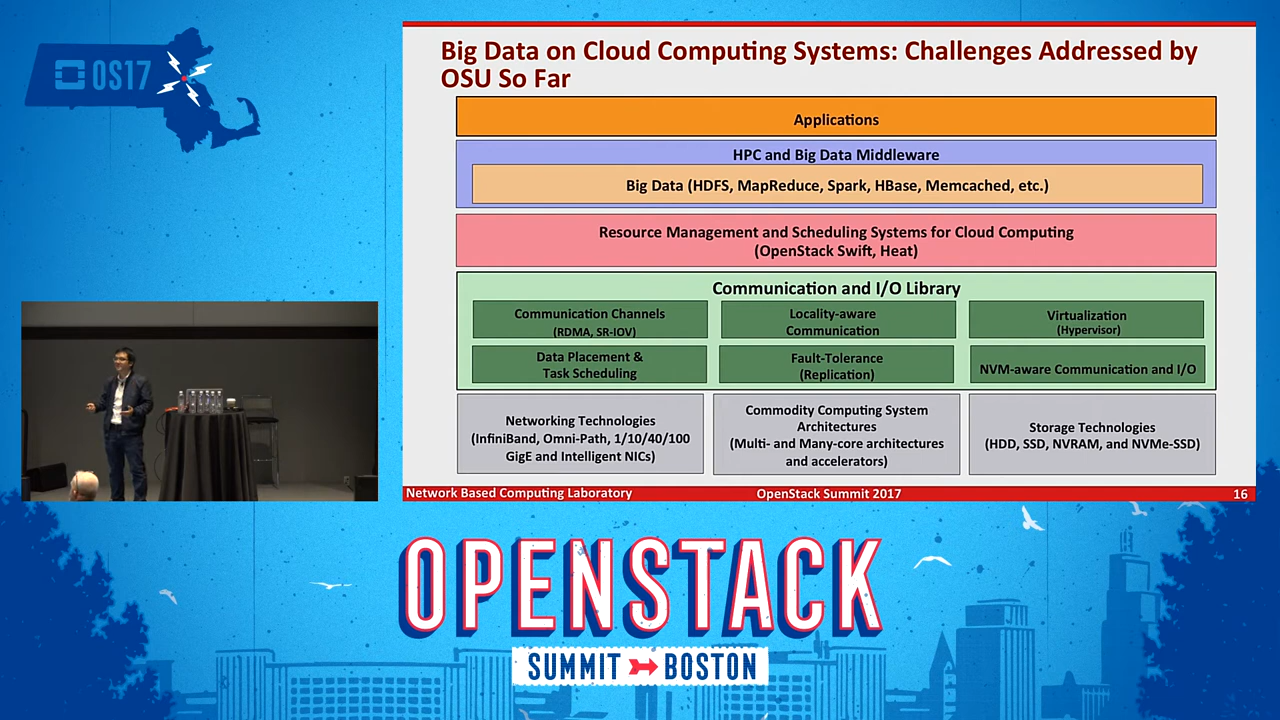 OS17
Big Data on Cloud Computing Systems: Challenges Addressed by
OSU So Far
Applications
HPC and Big Data Middleware
Big Data (HDFS, MapReduce, Spark, HBase, Memcached, etc.)
Resource Management and Scheduling Systems for Cloud Computing
(OpenStack Swift, Heat)
Communication and I/O Library
Communication Channels
(RDMA, SR-IOV)
Locality-aware
Communication
Virtualization
(Hypervisor)
Data Placement &
Task Scheduling
Fault-Tolerance
(Replication)
NVM-aware Communication and I/O
Networking Technologies
(InfiniBand, Omni-Path, 1/10/40/100
GigE and Intelligent NICs)
Commodity Computing System
Architectures
(Multi- and Many-core architectures
and accelerators)
Storage Technologies
(HDD, SSD, NVRAM, and NVMe-SSD)
Network Based Computing Laboratory
OpenStack Summit 2017
16
OPENSTACK
SUMMIT BOSTON